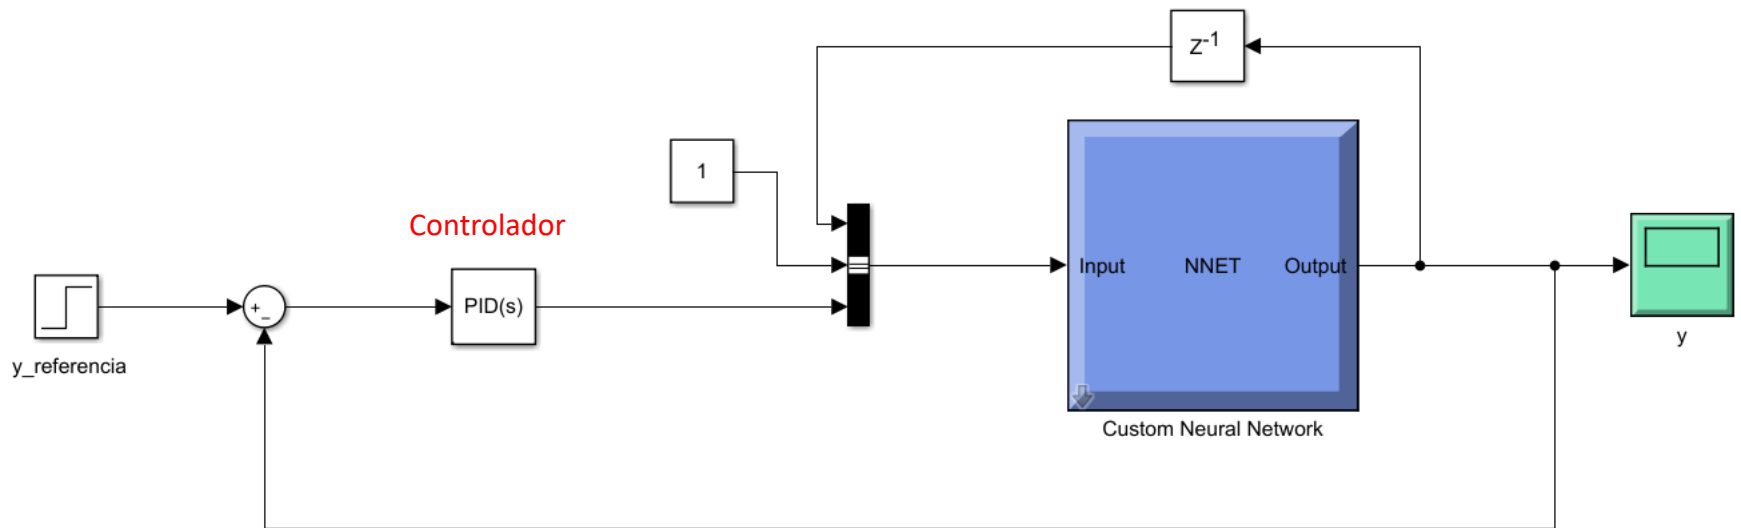 Z-1
1
Controlador
+
−
PID(s)
y_referencia
Input
NNET
Output
Custom Neural Network
y